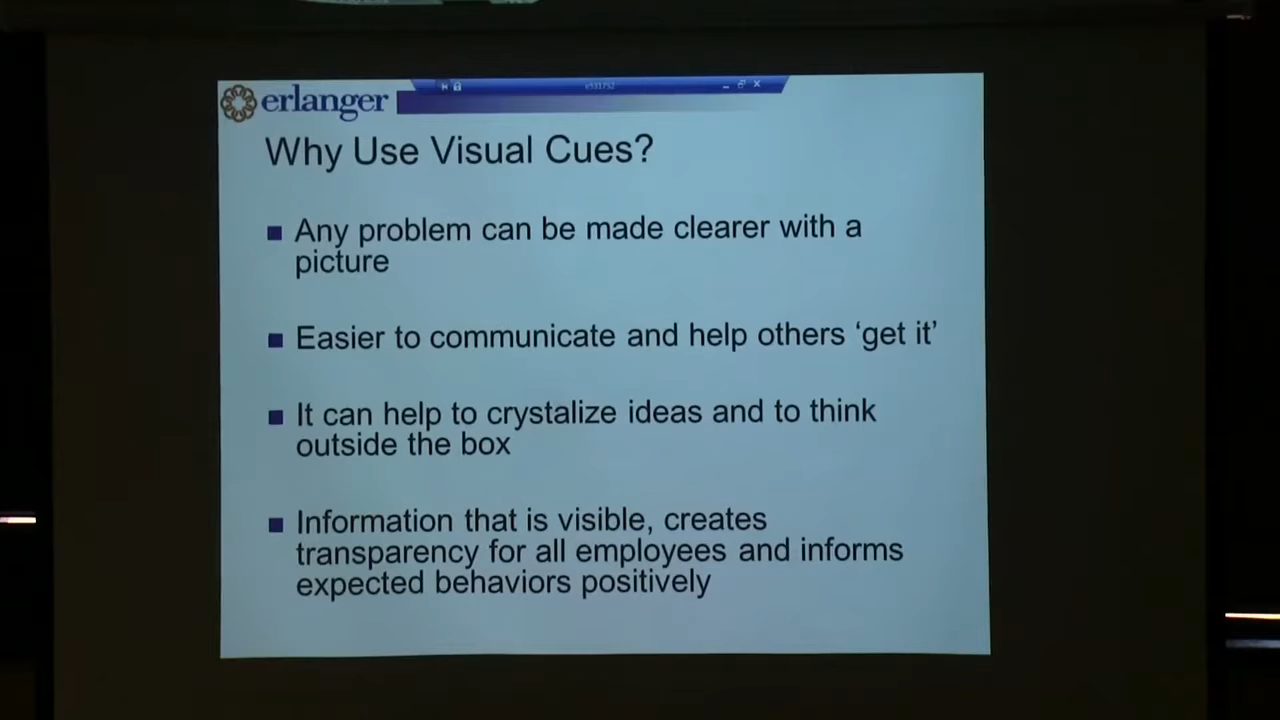 erlanger
Why Use Visual Cues?
Any problem can be made clearer with a
picture
Easier to communicate and help others ‘get it’
It can help to crystalize ideas and to think
outside the box
Information that is visible, creates
transparency for all employees and informs
expected behaviors positively